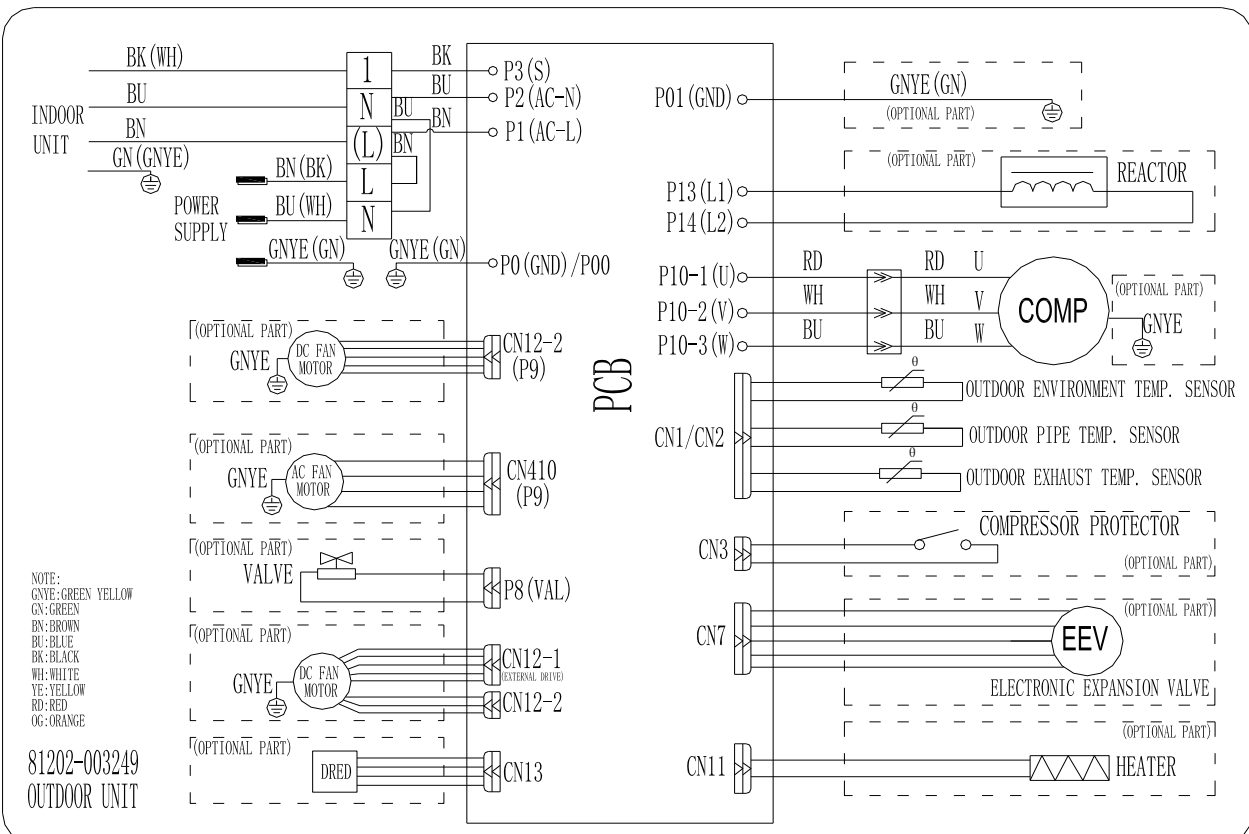 BK(WH)
BU
INDOOR
UNIT
BN
GN(GNYE)
BN(BK)
POWER
SUPPLY
BU(WH)
GNYE(GN)
1
N
(L)
L
N
BK
BU
BU
BN
BN
GNYE(GN)
P3(S)
P2(AC-N)
P1(AC-L)
P0(GND)/P00
(OPTIONAL PART)
GNYE
DC FAN
MOTOR
CN12-2
(P9)
(OPTIONAL PART)
GNYE
AC FAN
MOTOR
CN410
(P9)
(OPTIONAL PART)
VALVE
P8(VAL)
(OPTIONAL PART)
GNYE
DC FAN
MOTOR
CN12-1
(EXTERNAL DRIVE)
CN12-2
(OPTIONAL PART)
DRED
CN13
NOTE:
GNYE:GREEN YELLOW
GN:GREEN
BN:BROWN
BU:BLUE
BK:BLACK
WH:WHITE
YE:YELLOW
RD:RED
OG:ORANGE
81202-003249
OUTDOOR UNIT
PCB
P01(GND)
GNYE(GN)
(OPTIONAL PART)
(OPTIONAL PART)
REACTOR
P13(L1)
P14(L2)
P10-1(U)
RD
RD
U
P10-2(V)
WH
WH
V
P10-3(W)
BU
BU
W
COMP
(OPTIONAL PART)
GNYE
CN1/CN2
θ
OUTDOOR ENVIRONMENT TEMP. SENSOR
θ
OUTDOOR PIPE TEMP. SENSOR
θ
OUTDOOR EXHAUST TEMP. SENSOR
CN3
COMPRESSOR PROTECTOR
(OPTIONAL PART)
CN7
(OPTIONAL PART)
EEV
ELECTRONIC EXPANSION VALVE
(OPTIONAL PART)
CN11
HEATER